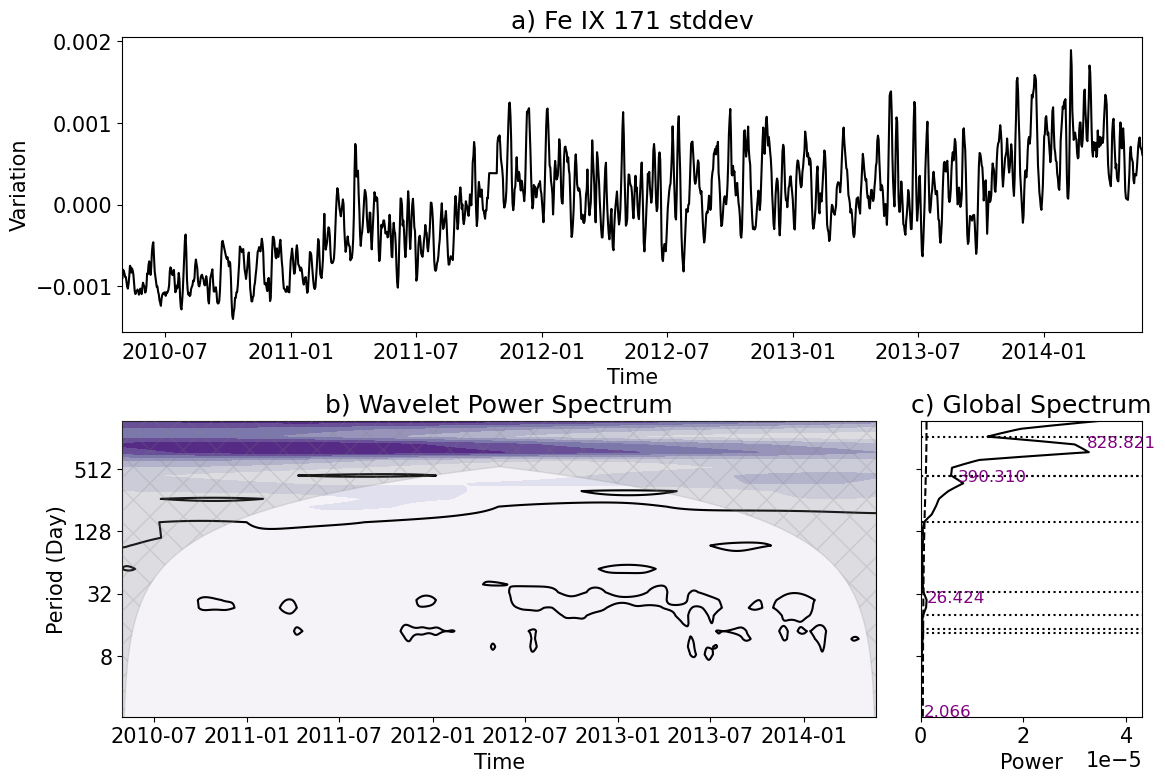 a) Fe IX 171 stddev
0.002
0.001
0.000
−0.001
Variation
2010-07 2011-01 2011-07 2012-01 2012-07 2013-01 2013-07 2014-01
Time
b) Wavelet Power Spectrum
512
128
32
8
Period (Day)
2010-07 2011-01 2011-07 2012-01 2012-07 2013-01 2013-07 2014-01
Time
c) Global Spectrum
828.821
390.310
26.424
2.066
0 2 4
Power 1e−5